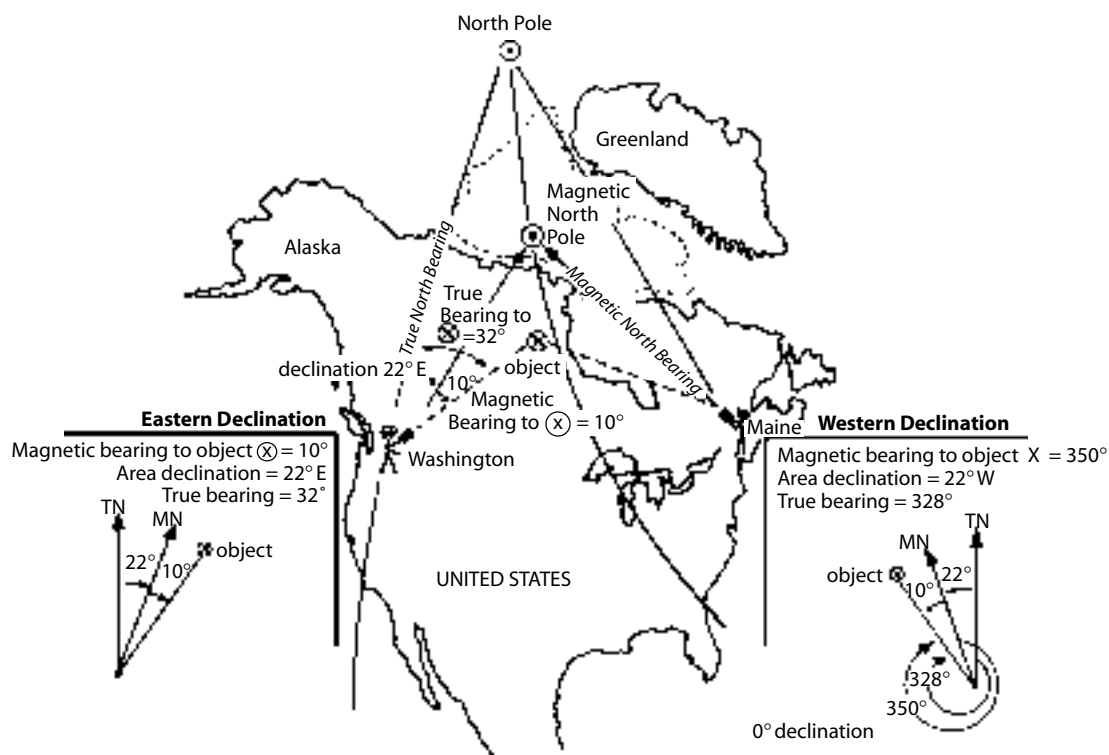 North Pole
Greenland
Magnetic
North
Pole
Alaska
True North Bearing
Magnetic North Bearing
True
Bearing to
=32°
declination 22° E
10°
object
Magnetic
Bearing to ⓧ = 10°
Washington
Maine
UNITED STATES
Eastern Declination
Magnetic bearing to object ⓧ = 10°
Area declination = 22° E
True bearing = 32°
TN
MN
22°
10°
object
Western Declination
Magnetic bearing to object X = 350°
Area declination = 22° W
True bearing = 328°
TN
MN
object
10°
22°
328°
350°
0° declination